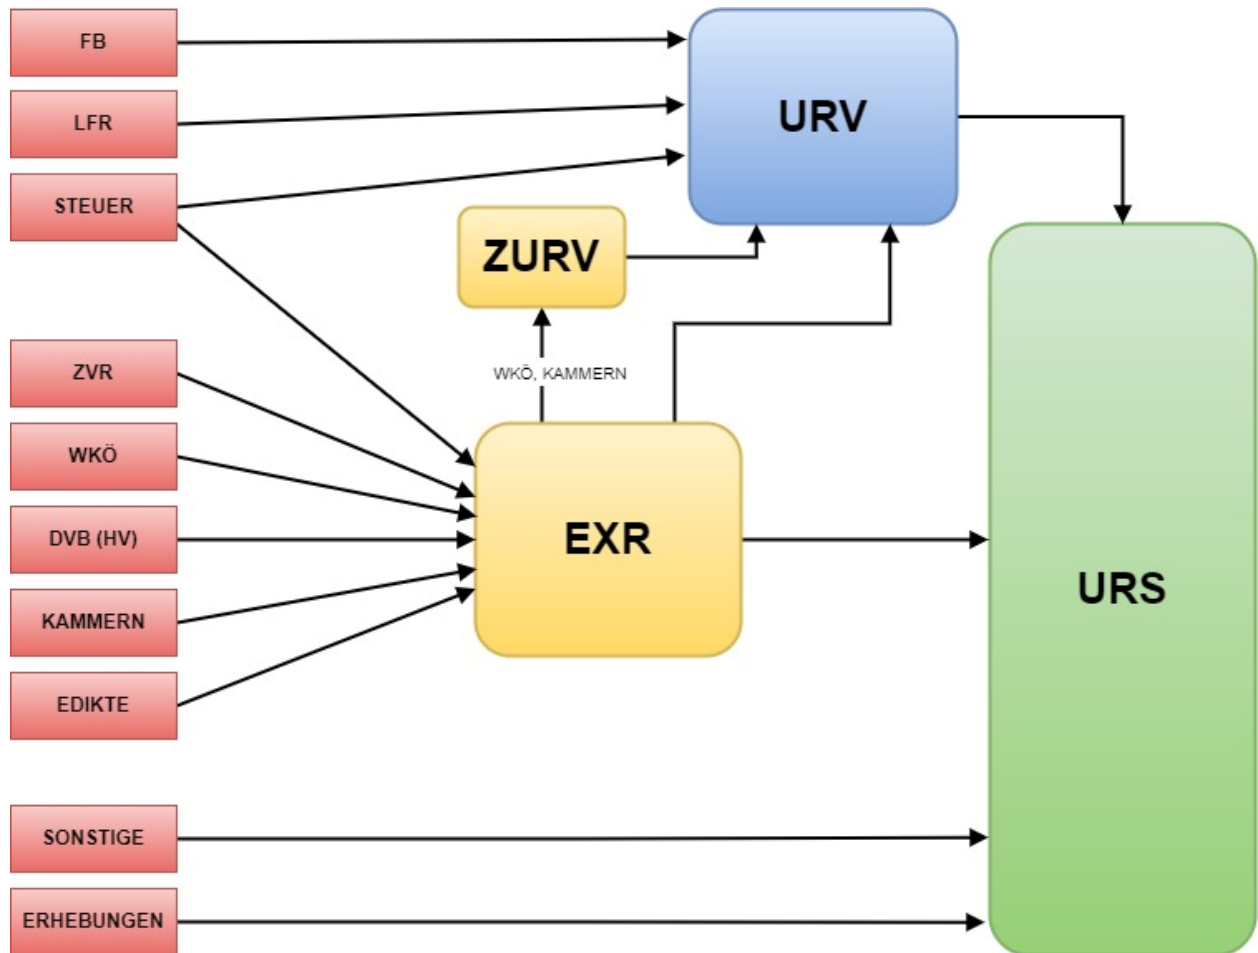 FB
LFR
STEUER
ZVR
WKÖ
DVB (HV)
KAMMERN
EDIKTE
SONSTIGE
ERHEBUNGEN
ZURV
WKÖ, KAMMERN
EXR
URV
URS